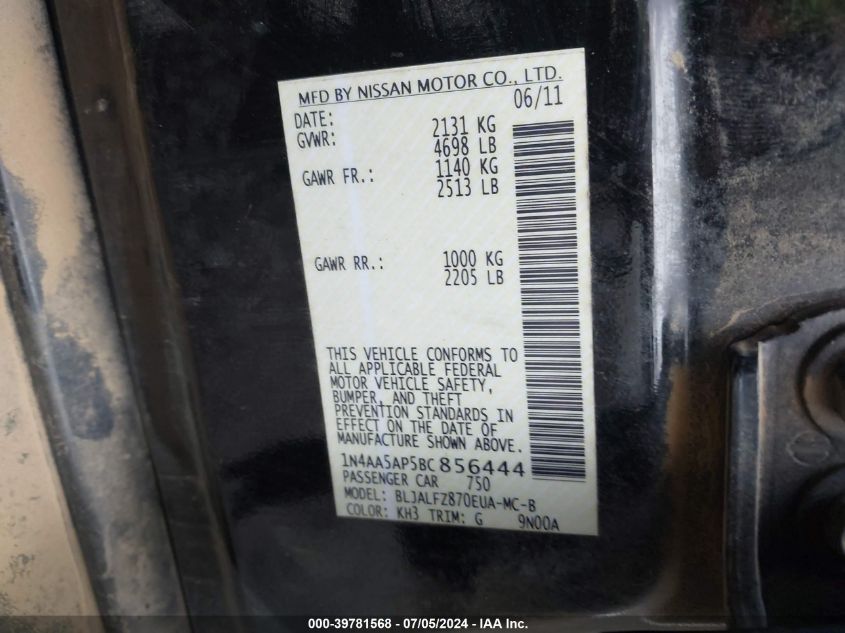 MFD BY NISSAN MOTOR CO., LTD.
DATE: 06/11
GVWR: 2131 KG
4698 LB
GAWR FR.: 1140 KG
2513 LB
GAWR RR.: 1000 KG
2205 LB
THIS VEHICLE CONFORMS TO
ALL APPLICABLE FEDERAL
MOTOR VEHICLE SAFETY,
BUMPER, AND THEFT
PREVENTION STANDARDS IN
EFFECT ON THE DATE OF
MANUFACTURE SHOWN ABOVE.
1N4AA5AP5BC856444
PASSENGER CAR 750
MODEL: BLJALFZ870EUA-MC-B
COLOR: KH3 TRIM: G 9N00A
000-39781568 - 07/05/2024 - IAA Inc.